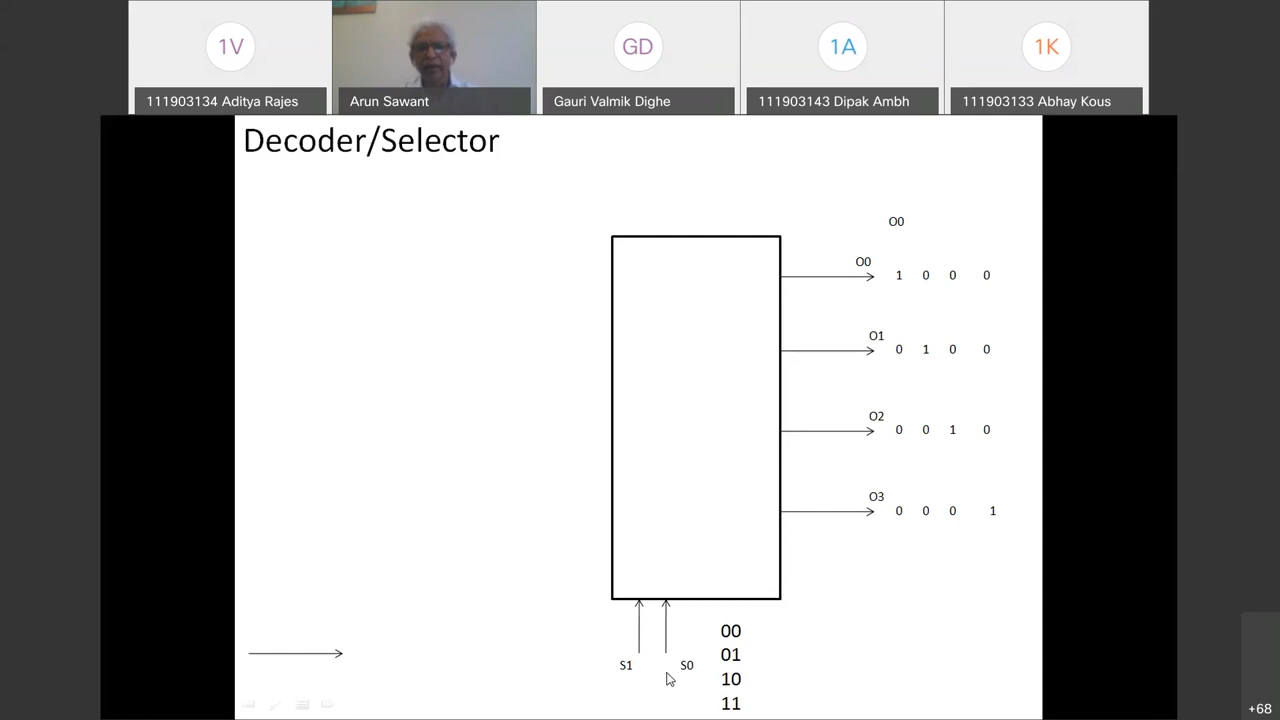 1V GD 1A 1K
111903134 Aditya Rajes Arun Sawant Gauri Valmik Dighe 111903143 Dipak Ambh 111903133 Abhay Kous
Decoder/Selector
O0
O0
1 0 0 0
O1
0 1 0 0
O2
0 0 1 0
O3
0 0 0 1
00
01
S1 S0
10
11
+68